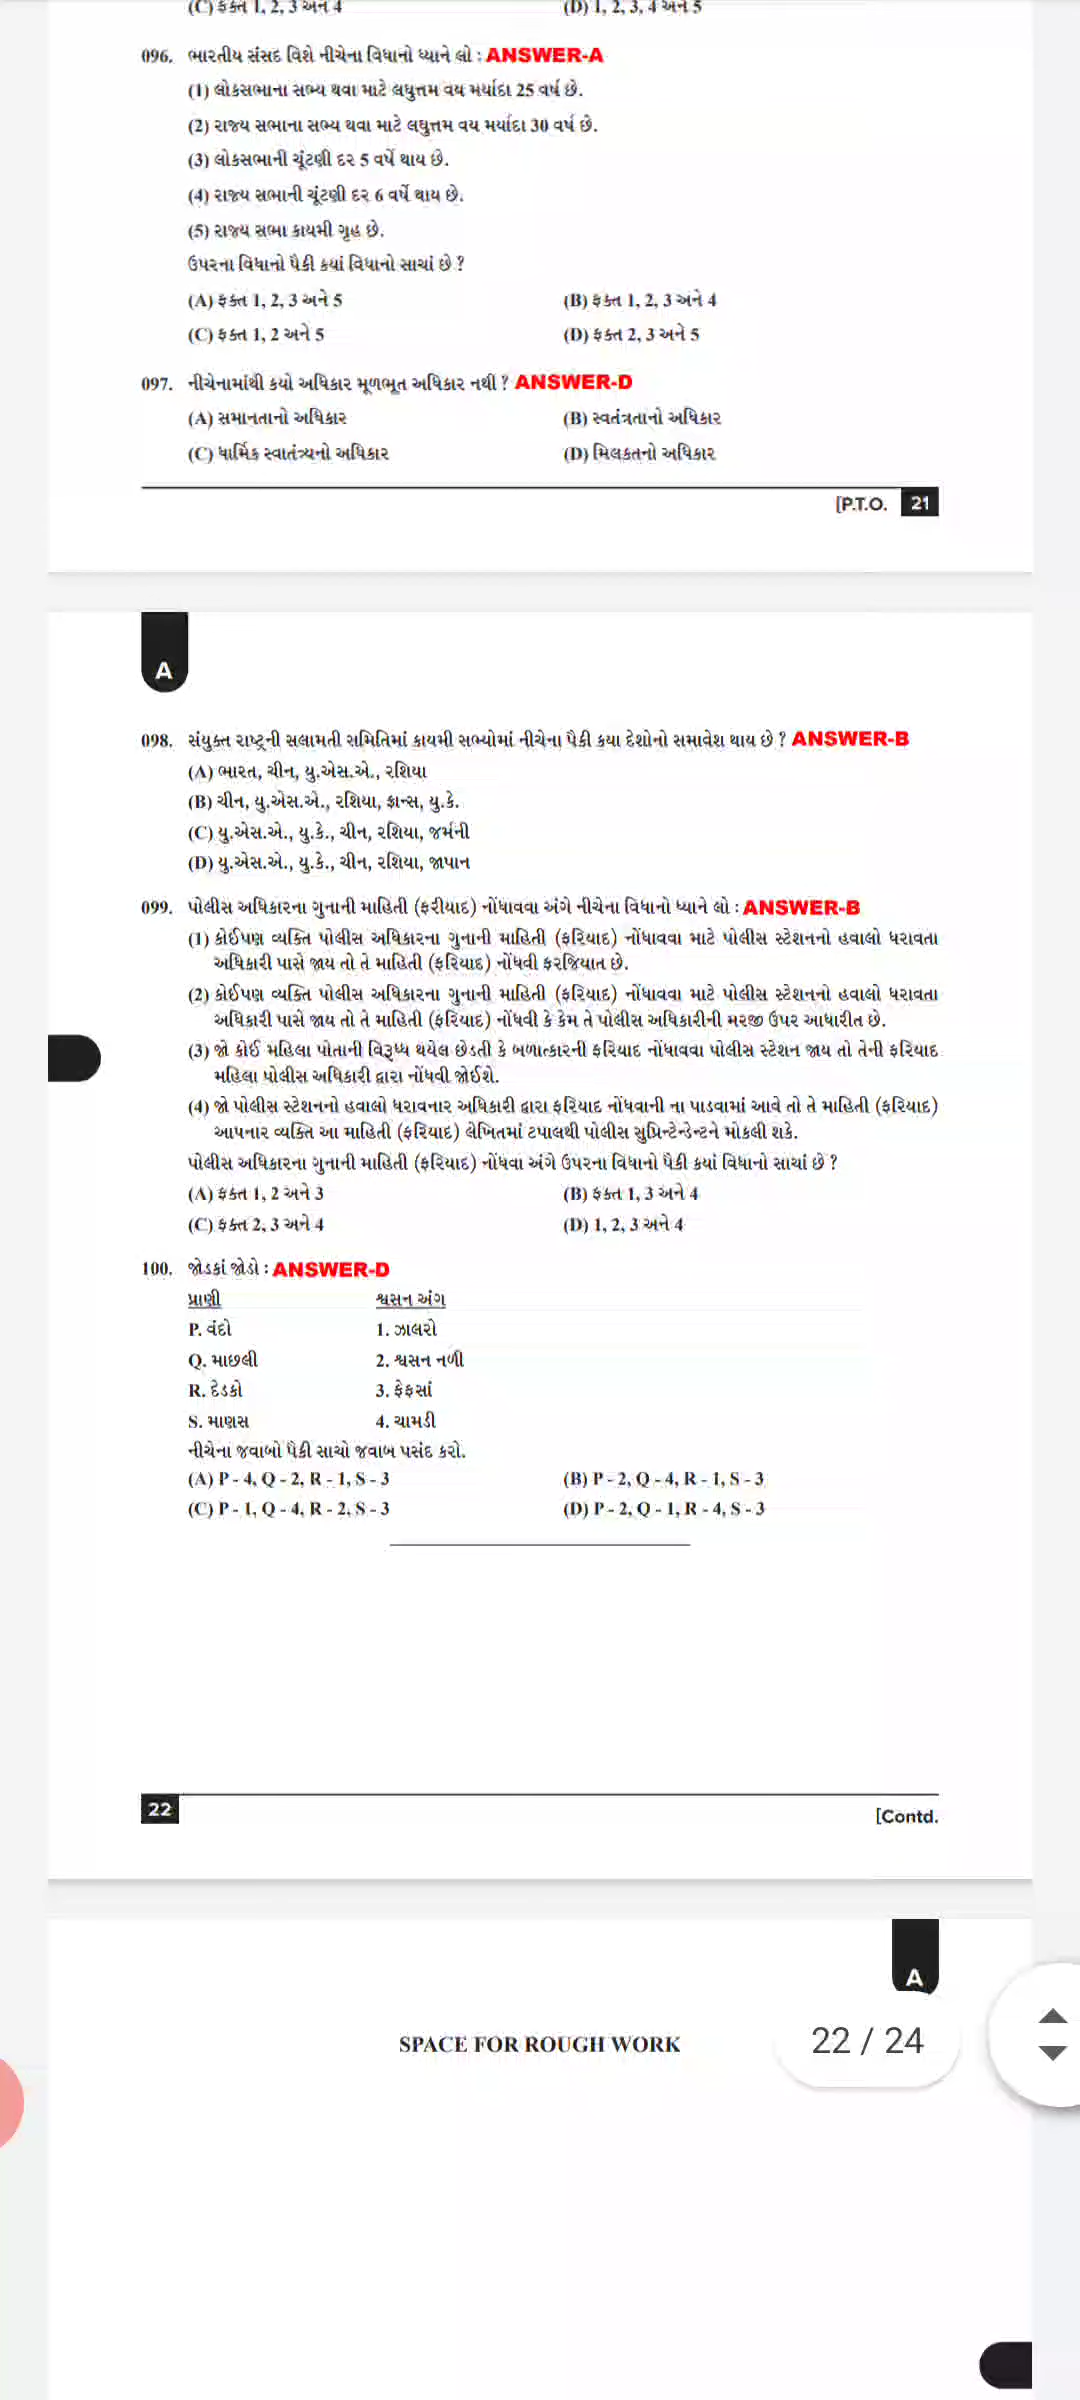 (C) ફક્ત 1, 2, 3 અને 4
(D) 1, 2, 3, 4 અને 5
096. ભારતીય સંસદ વિશે નીચેના વિધાનો ધ્યાને લો : ANSWER-A
(1) લોકસભાના સભ્ય થવા માટે લઘુત્તમ વય મર્યાદા 25 વર્ષ છે.
(2) રાજ્ય સભાના સભ્ય થવા માટે લઘુત્તમ વય મર્યાદા 30 વર્ષ છે.
(3) લોકસભાની ચૂંટણી દર 5 વર્ષે થાય છે.
(4) રાજ્ય સભાની ચૂંટણી દર 6 વર્ષે થાય છે.
(5) રાજ્ય સભા કાયમી ગૃહ છે.
ઉપરના વિધાનો પૈકી કયાં વિધાનો સાચાં છે ?
(A) ફક્ત 1, 2, 3 અને 5
(B) ફક્ત 1, 2, 3 અને 4
(C) ફક્ત 1, 2 અને 5
(D) ફક્ત 2, 3 અને 5
097. નીચેનામાંથી કયો અધિકાર મૂળભૂત અધિકાર નથી ? ANSWER-D
(A) સમાનતાનો અધિકાર
(B) સ્વતંત્રતાનો અધિકાર
(C) ધાર્મિક સ્વાતંત્ર્યનો અધિકાર
(D) મિલકતનો અધિકાર
[P.T.O. 21
A
098. સંયુક્ત રાષ્ટ્રની સલામતી સમિતિમાં કાયમી સભ્યોમાં નીચેના પૈકી કયા દેશોનો સમાવેશ થાય છે ? ANSWER-B
(A) ભારત, ચીન, યુ.એસ.એ., રશિયા
(B) ચીન, યુ.એસ.એ., રશિયા, ફ્રાન્સ, યુ.કે.
(C) યુ.એસ.એ., યુ.કે., ચીન, રશિયા, જર્મની
(D) યુ.એસ.એ., યુ.કે., ચીન, રશિયા, જાપાન
099. પોલીસ અધિકારના ગુનાની માહિતી (ફરીયાદ) નોંધાવવા અંગે નીચેના વિધાનો ધ્યાને લો : ANSWER-B
(1) કોઈપણ વ્યક્તિ પોલીસ અધિકારના ગુનાની માહિતી (ફરિયાદ) નોંધાવવા માટે પોલીસ સ્ટેશનનો હવાલો ધરાવતા
અધિકારી પાસે જાય તો તે માહિતી (ફરિયાદ) નોંધવી ફરજિયાત છે.
(2) કોઈપણ વ્યક્તિ પોલીસ અધિકારના ગુનાની માહિતી (ફરિયાદ) નોંધાવવા માટે પોલીસ સ્ટેશનનો હવાલો ધરાવતા
અધિકારી પાસે જાય તો તે માહિતી (ફરિયાદ) નોંધવી કે કેમ તે પોલીસ અધિકારીની મરજી ઉપર આધારીત છે.
(3) જો કોઈ મહિલા પોતાની વિરૂધ્ધ થયેલ છેડતી કે બળાત્કારની ફરિયાદ નોંધાવવા પોલીસ સ્ટેશન જાય તો તેની ફરિયાદ
મહિલા પોલીસ અધિકારી દ્વારા નોંધવી જોઈશે.
(4) જો પોલીસ સ્ટેશનનો હવાલો ધરાવનાર અધિકારી દ્વારા ફરિયાદ નોંધવાની ના પાડવામાં આવે તો તે માહિતી (ફરિયાદ)
આપનાર વ્યક્તિ આ માહિતી (ફરિયાદ) લેખિતમાં ટપાલથી પોલીસ સુપ્રિન્ટેન્ડેન્ટને મોકલી શકે.
પોલીસ અધિકારના ગુનાની માહિતી (ફરિયાદ) નોંધવા અંગે ઉપરના વિધાનો પૈકી કયાં વિધાનો સાચાં છે ?
(A) ફક્ત 1, 2 અને 3
(B) ફક્ત 1, 3 અને 4
(C) ફક્ત 2, 3 અને 4
(D) 1, 2, 3 અને 4
100. જોડકાં જોડો : ANSWER-D
પ્રાણી શ્વસન અંગ
P. વંદો 1. ઝાલરો
Q. માછલી 2. શ્વસન નળી
R. દેડકો 3. ફેફસાં
S. માણસ 4. ચામડી
નીચેના જવાબો પૈકી સાચો જવાબ પસંદ કરો.
(A) P - 4, Q - 2, R - 1, S - 3
(B) P - 2, Q - 4, R - 1, S - 3
(C) P - 1, Q - 4, R - 2, S - 3
(D) P - 2, Q - 1, R - 4, S - 3
22
[Contd.
A
SPACE FOR ROUGH WORK
22 / 24